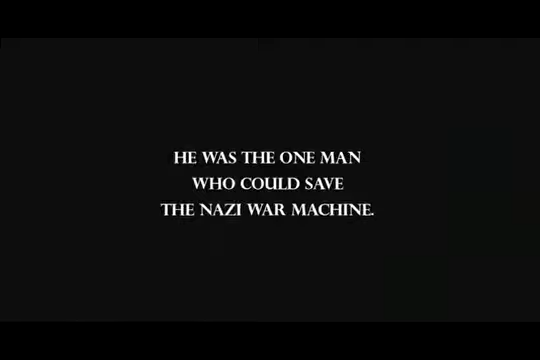 HE WAS THE ONE MAN
WHO COULD SAVE
THE NAZI WAR MACHINE.